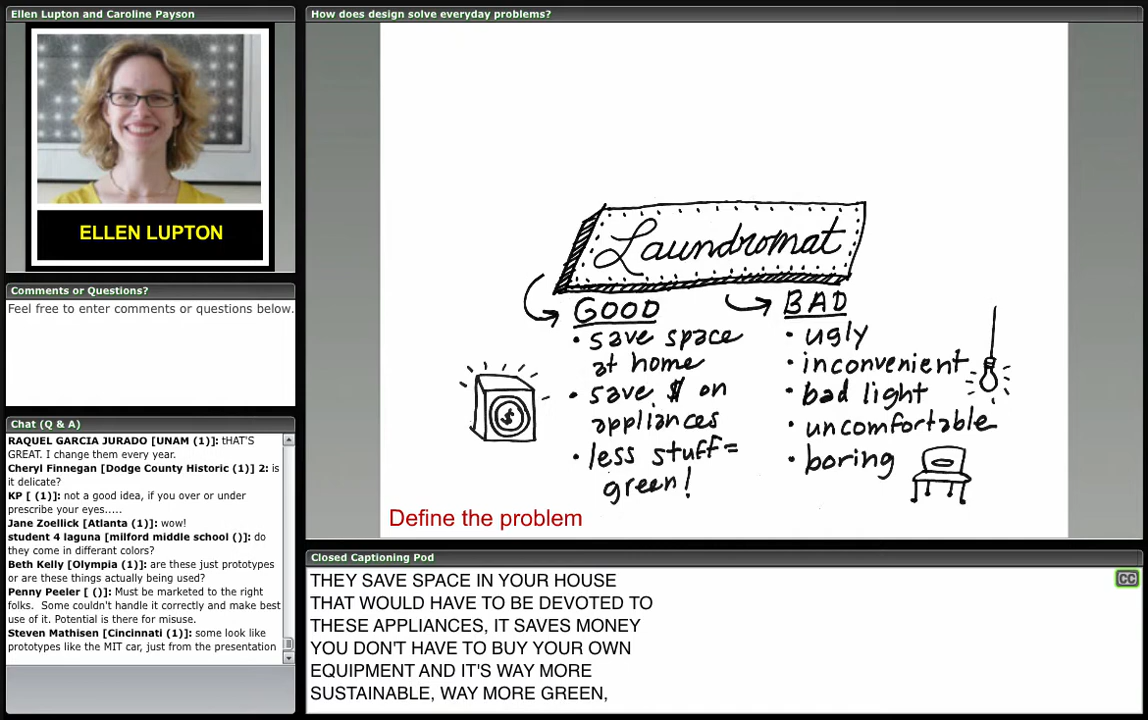 Ellen Lupton and Caroline Payson
ELLEN LUPTON
Comments or Questions?
Feel free to enter comments or questions below.
Chat (Q & A)
RAQUEL GARCIA JURADO [UNAM (1)]: tHAT'S
GREAT. I change them every year.
Cheryl Finnegan [Dodge County Historic (1)] 2: is
it delicate?
KP [ (1)]: not a good idea, if you over or under
prescribe your eyes.....
Jane Zoellick [Atlanta (1)]: wow!
student 4 laguna [milford middle school ()]: do
they come in different colors?
Beth Kelly [Olympia (1)]: are these just prototypes
or are these things actually being used?
Penny Peeler [ ()]: Must be marketed to the right
folks.  Some couldn't handle it correctly and make best
use of it. Potential is there for misuse.
Steven Mathisen [Cincinnati (1)]: some look like
prototypes like the MIT car, just from the presentation
How does design solve everyday problems?
Laundromat
GOOD
• save space
at home
• save $ on
appliances
• less stuff =
green!
$
BAD
• ugly
• inconvenient
• bad light
• uncomfortable
• boring
Define the problem
Closed Captioning Pod
CC
THEY SAVE SPACE IN YOUR HOUSE
THAT WOULD HAVE TO BE DEVOTED TO
THESE APPLIANCES, IT SAVES MONEY
YOU DON'T HAVE TO BUY YOUR OWN
EQUIPMENT AND IT'S WAY MORE
SUSTAINABLE, WAY MORE GREEN,